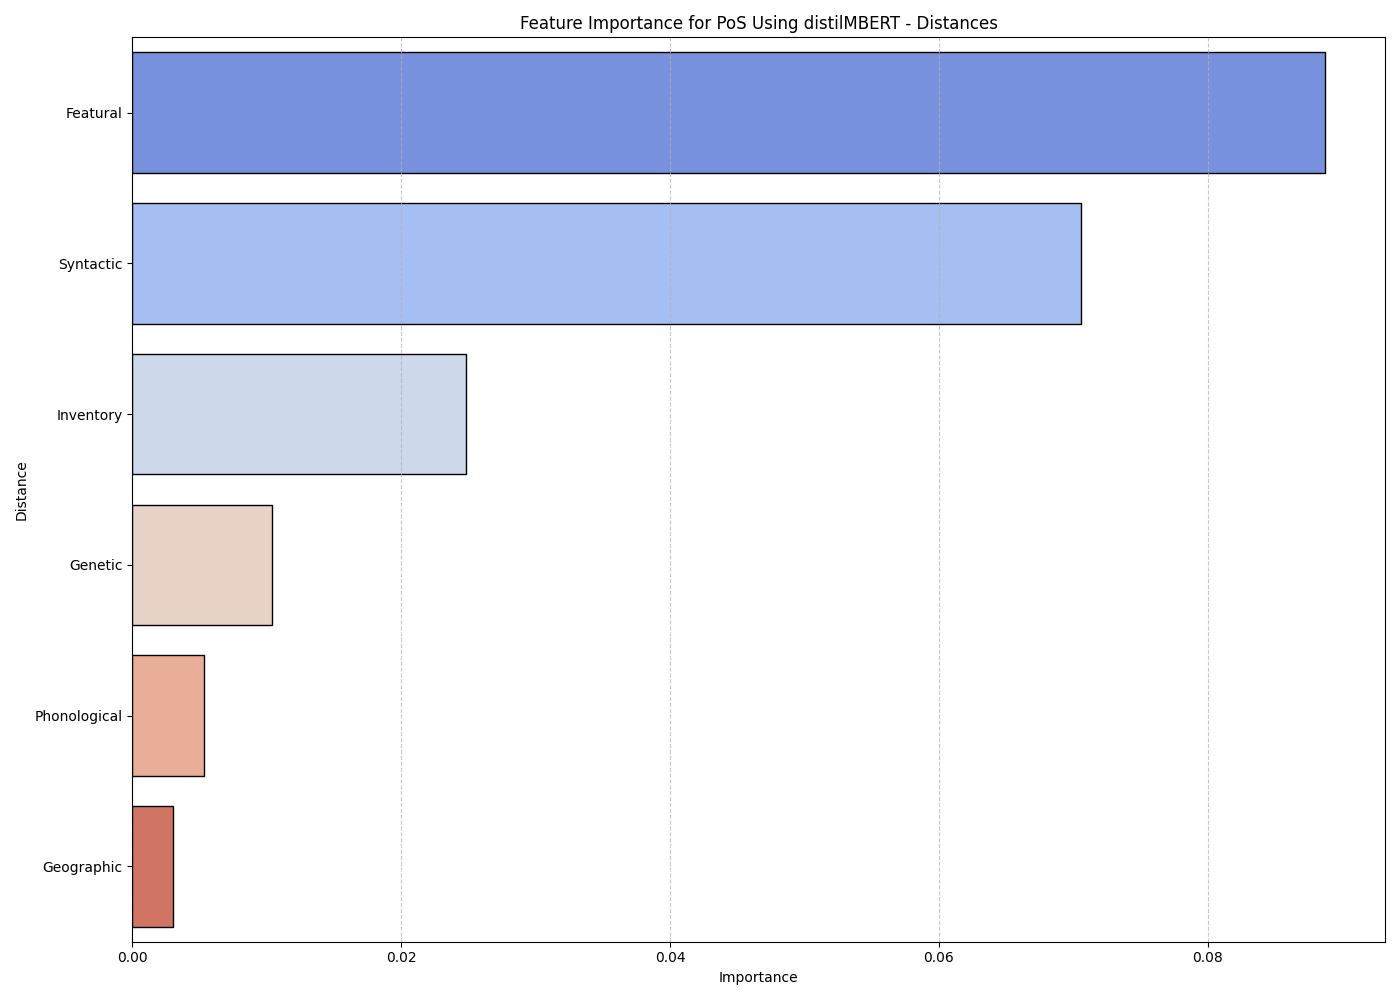 Feature Importance for PoS Using distilMBERT - Distances
Featural
Syntactic
Inventory
Genetic
Phonological
Geographic
Distance
0.00
0.02
0.04
0.06
0.08
Importance